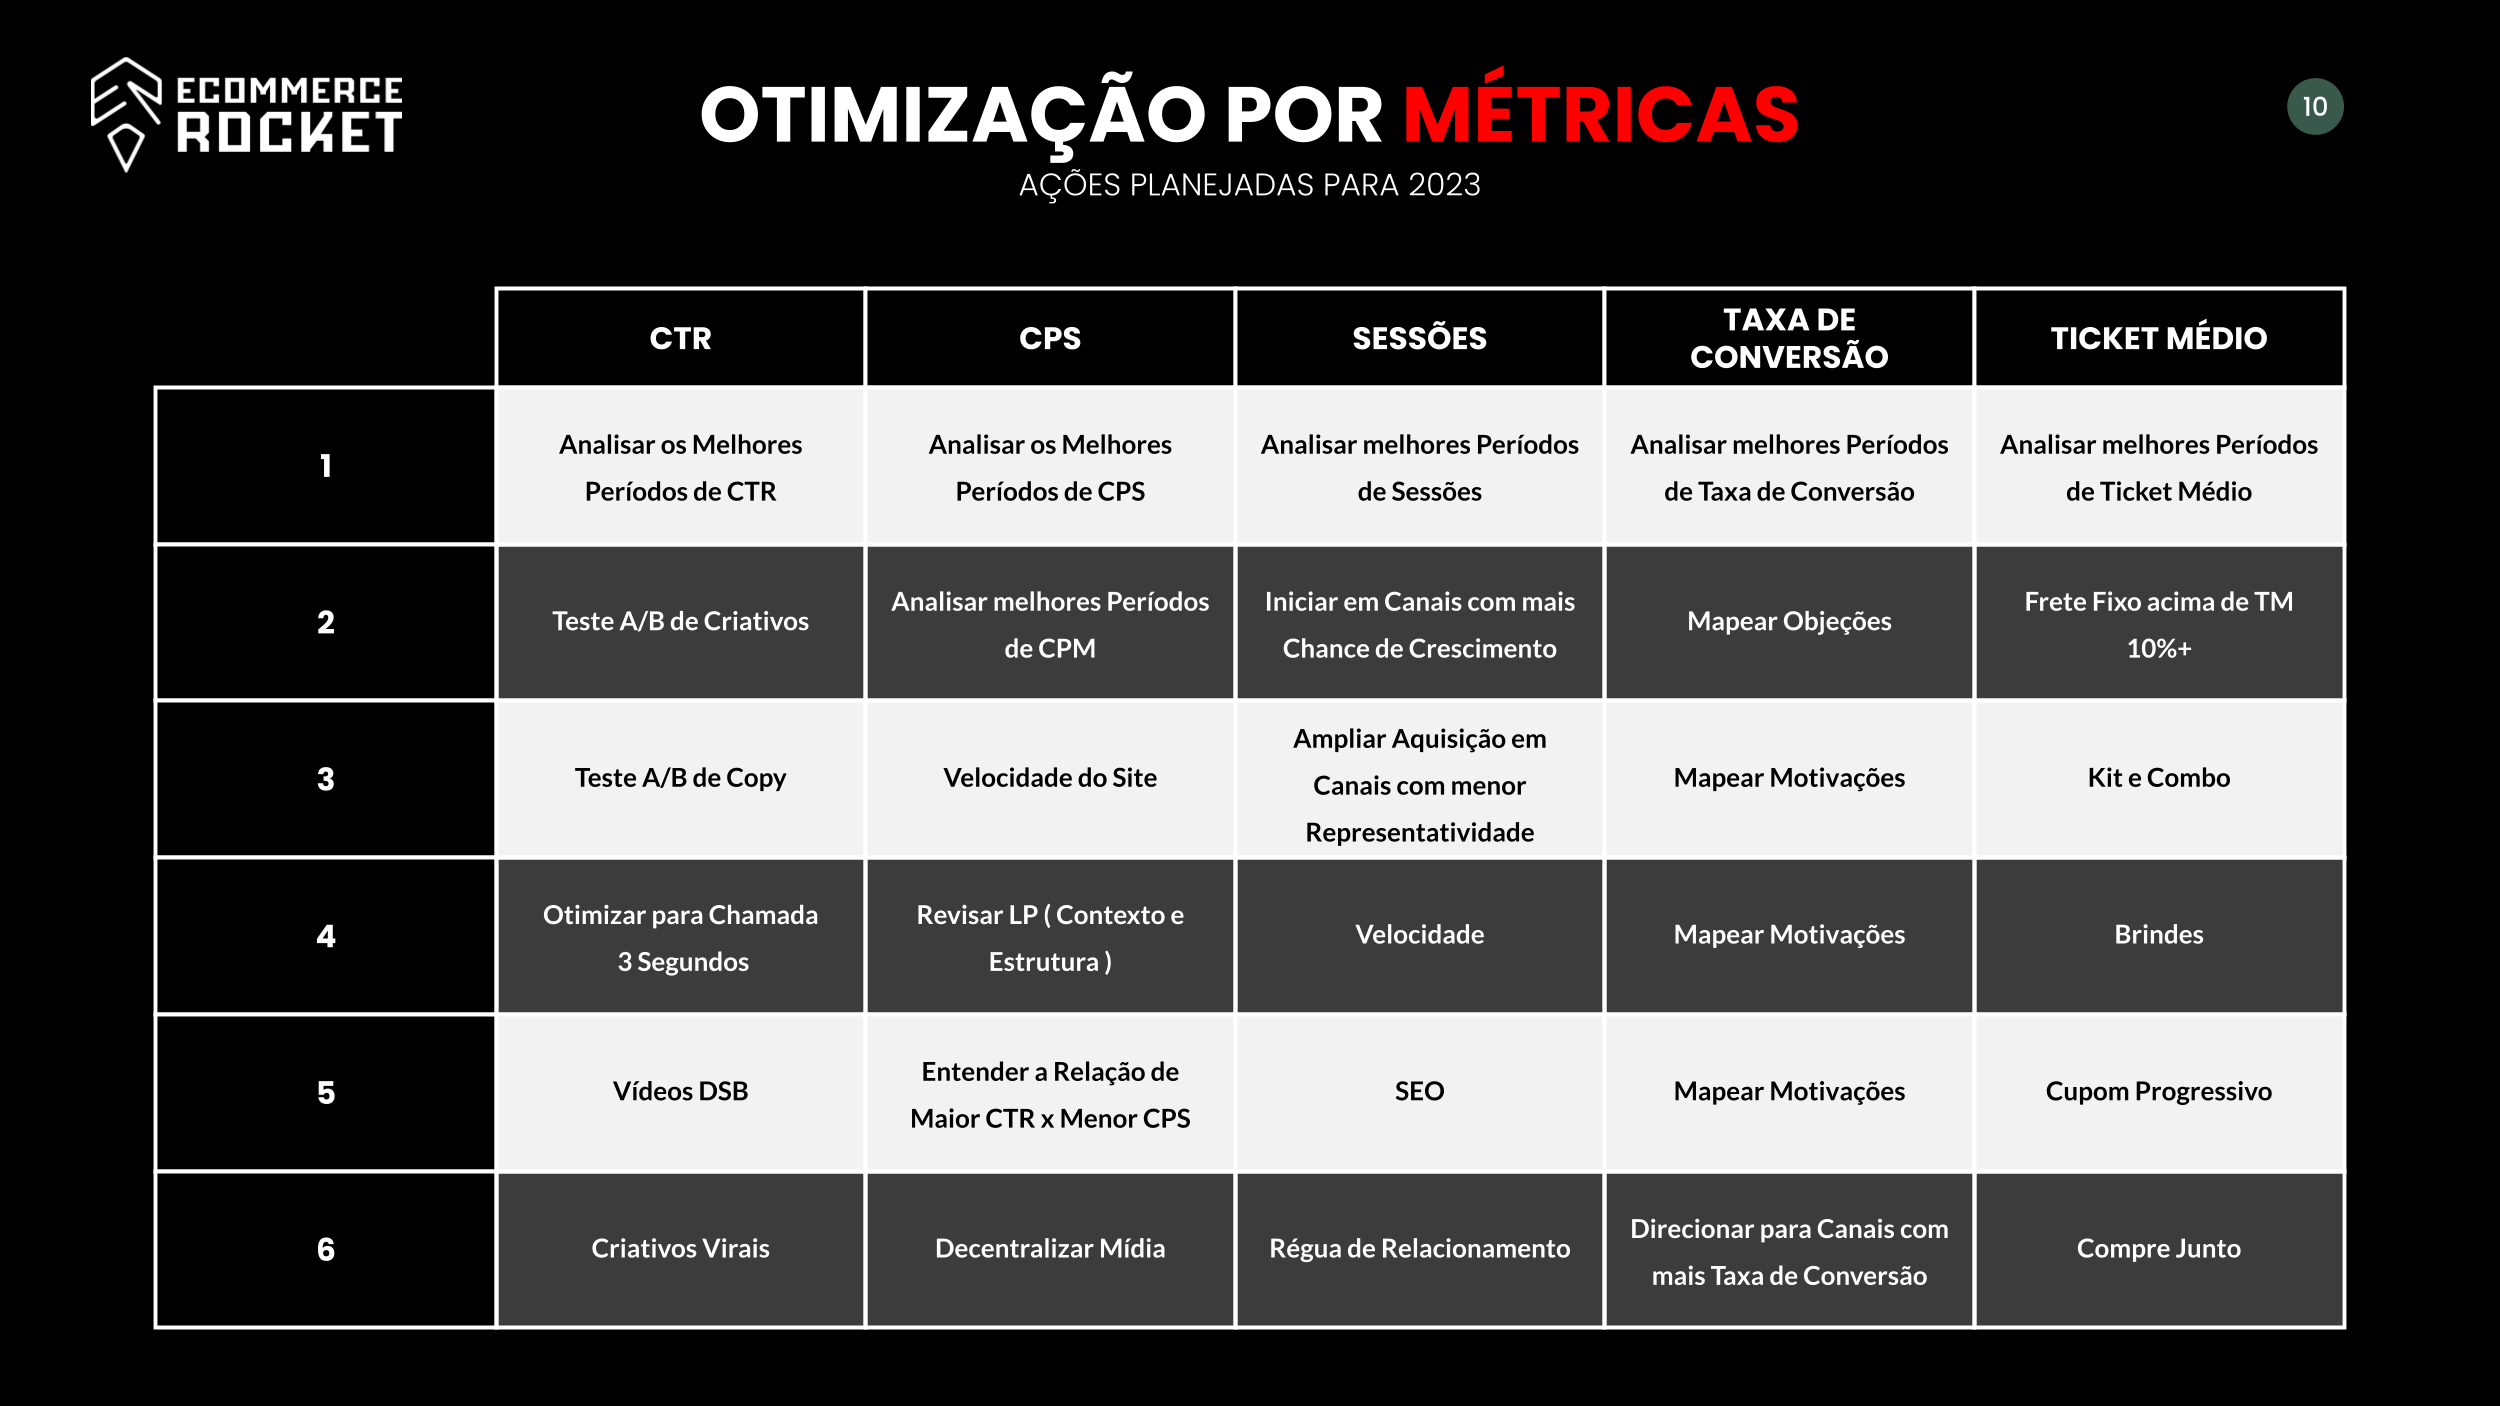 ECOMMERCE
ROCKET
OTIMIZAÇÃO POR MÉTRICAS
AÇÕES PLANEJADAS PARA 2023
10
CTR
CPS
SESSÕES
TAXA DE
CONVERSÃO
TICKET MÉDIO
1
Analisar os Melhores
Períodos de CTR
Analisar os Melhores
Períodos de CPS
Analisar melhores Períodos
de Sessões
Analisar melhores Períodos
de Taxa de Conversão
Analisar melhores Períodos
de Ticket Médio
2
Teste A/B de Criativos
Analisar melhores Períodos
de CPM
Iniciar em Canais com mais
Chance de Crescimento
Mapear Objeções
Frete Fixo acima de TM
10%+
3
Teste A/B de Copy
Velocidade do Site
Ampliar Aquisição em
Canais com menor
Representatividade
Mapear Motivações
Kit e Combo
4
Otimizar para Chamada
3 Segundos
Revisar LP ( Contexto e
Estrutura )
Velocidade
Mapear Motivações
Brindes
5
Vídeos DSB
Entender a Relação de
Maior CTR x Menor CPS
SEO
Mapear Motivações
Cupom Progressivo
6
Criativos Virais
Decentralizar Mídia
Régua de Relacionamento
Direcionar para Canais com
mais Taxa de Conversão
Compre Junto